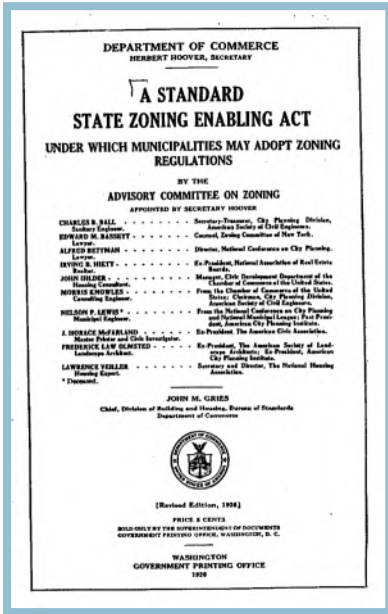 DEPARTMENT OF COMMERCE
HERBERT HOOVER, SECRETARY
A STANDARD
STATE ZONING ENABLING ACT
UNDER WHICH MUNICIPALITIES MAY ADOPT ZONING
REGULATIONS
BY THE
ADVISORY COMMITTEE ON ZONING
APPOINTED BY SECRETARY HOOVER
CHARLES B. BALL - - - - - - - - - Secretary-Treasurer, City Planning Division,
Sanitary Engineer. American Society of Civil Engineers.
EDWARD M. BASSETT - - - - - - - - Counsel, Zoning Committee of New York.
Lawyer.
ALFRED BETTMAN - - - - - - - - - Director, National Conference on City Planning.
Lawyer.
IRVING B. HIETT - - - - - - - - - Ex-President, National Association of Real Estate
Realtor. Boards.
JOHN IHLDER - - - - - - - - - - Manager, Civic Development Department of the
Housing Consultant. Chamber of Commerce of the United States.
MORRIS KNOWLES - - - - - - - - - From the Chamber of Commerce of the United
Consulting Engineer. States; Chairman, City Planning Division,
American Society of Civil Engineers.
NELSON P. LEWIS* - - - - - - - - - From the National Conference on City Planning
Municipal Engineer. and National Municipal League; Past Presi-
dent, American City Planning Institute.
J. HORACE McFARLAND - - - - - - - Ex-President, The American Civic Association.
Master Printer and Civic Investigator.
FREDERICK LAW OLMSTED - - - - - - Ex-President, The American Society of Land-
Landscape Architect. scape Architects; Ex-President, American
City Planning Institute.
LAWRENCE VEILLER - - - - - - - - Secretary and Director, The National Housing
Housing Expert. Association.
* Deceased.
JOHN M. GRIES
Chief, Division of Building and Housing, Bureau of Standards
Department of Commerce
[Revised Edition, 1926]
PRICE 5 CENTS
SOLD ONLY BY THE SUPERINTENDENT OF DOCUMENTS
GOVERNMENT PRINTING OFFICE, WASHINGTON, D. C.
WASHINGTON
GOVERNMENT PRINTING OFFICE
1926